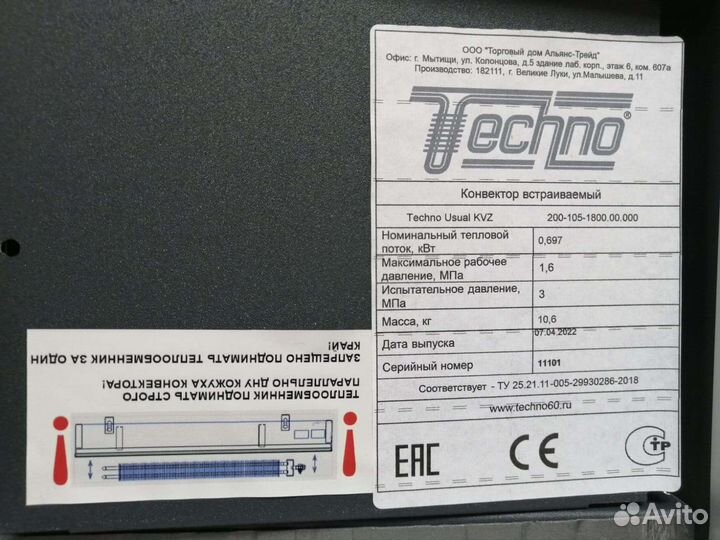 ООО "Торговый дом Альянс-Трейд"
Офис: г. Мытищи, ул. Колонцова, д.5 здание лаб. корп., этаж 6, ком. 607а
Производство: 182111, г. Великие Луки, ул.Малышева, д.11
Techno®
Конвектор встраиваемый
Techno Usual KVZ 200-105-1800.00.000
Номинальный тепловой
поток, кВт 0,697
Максимальное рабочее
давление, МПа 1,6
Испытательное давление,
МПа 3
Масса, кг 10,6
Дата выпуска 07.04.2022
Серийный номер 11101
Соответствует - ТУ 25.21.11-005-29930286-2018
www.techno60.ru
EAC CE СТР
ТЕПЛООБМЕННИК ПОДНИМАТЬ СТРОГО
ПАРАЛЛЕЛЬНО ДНУ КОЖУХА КОНВЕКТОРА!
ЗАПРЕЩЕНО ПОДНИМАТЬ ТЕПЛООБМЕННИК ЗА ОДИН
КРАЙ!
Avito